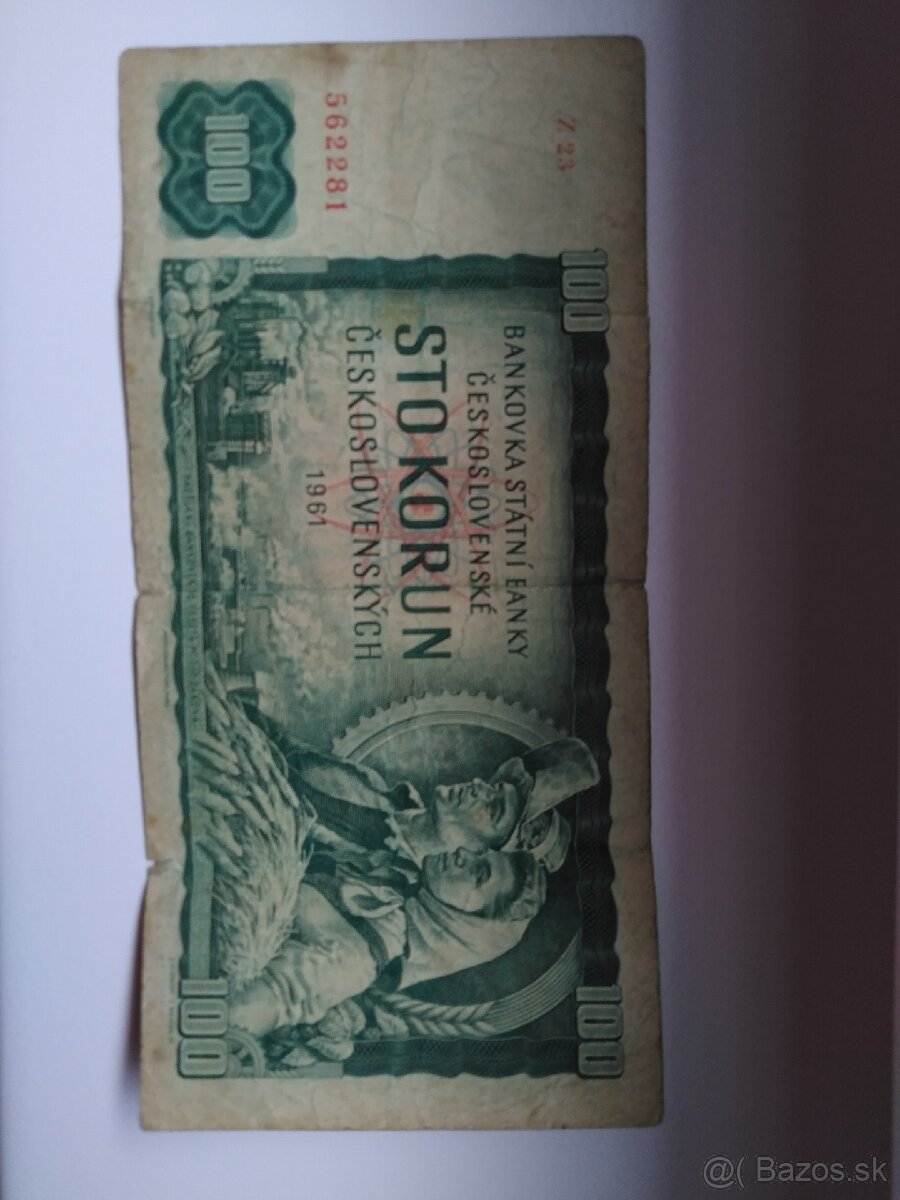 Z 23
100
100
BANKOVKA STÁTNÍ BANKY
ČESKOSLOVENSKÉ
STO KORUN
ČESKOSLOVENSKÝCH
1961
562281
100
100
@( Bazos.sk